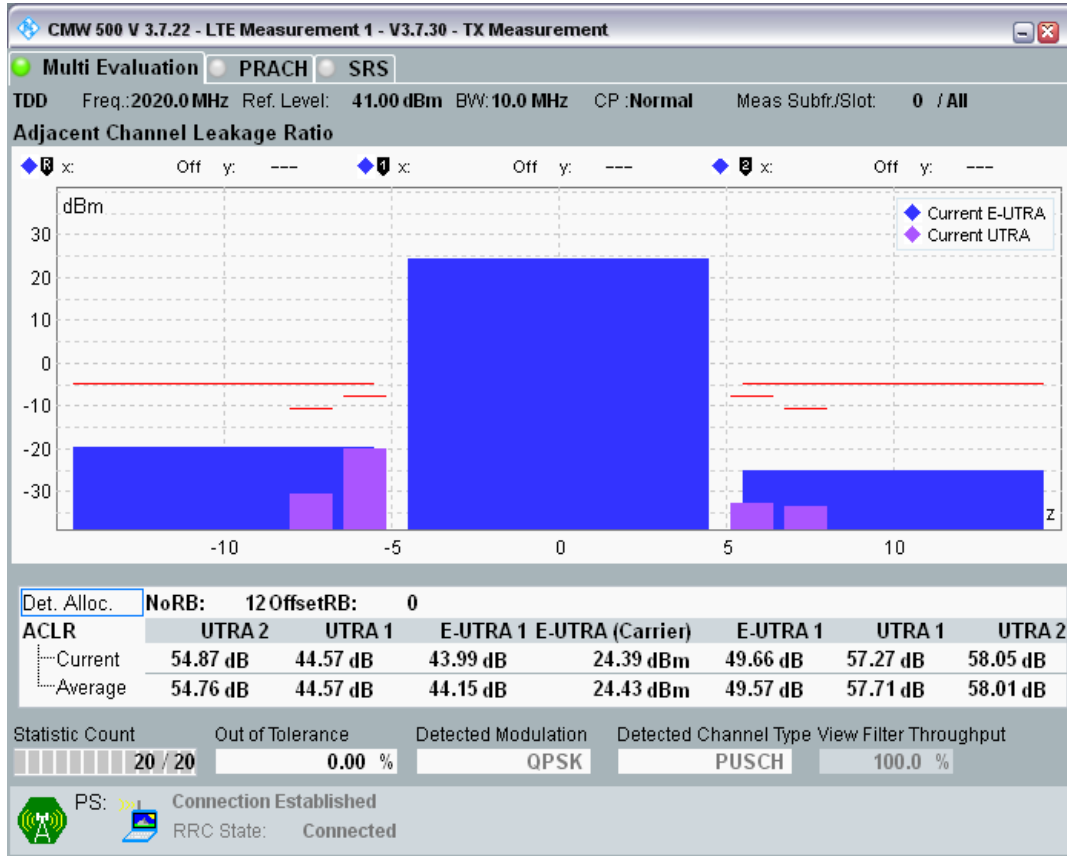 CMW 500 V 3.7.22 - LTE Measurement 1 - V3.7.30 - TX Measurement
Multi Evaluation PRACH SRS
TDD Freq.:2020.0 MHz Ref. Level: 41.00 dBm BW:10.0 MHz CP :Normal Meas Subfr./Slot: 0 / All
Adjacent Channel Leakage Ratio
R x: Off y: --- 1 x: Off y: --- 2 x: Off y: ---
dBm
Current E-UTRA
Current UTRA
30
20
10
0
-10
-20
-30
z
-10 -5 0 5 10
Det. Alloc. NoRB: 12 OffsetRB: 0
ACLR UTRA 2 UTRA 1 E-UTRA 1 E-UTRA (Carrier) E-UTRA 1 UTRA 1 UTRA 2
Current 54.87 dB 44.57 dB 43.99 dB 24.39 dBm 49.66 dB 57.27 dB 58.05 dB
Average 54.76 dB 44.57 dB 44.15 dB 24.43 dBm 49.57 dB 57.71 dB 58.01 dB
Statistic Count Out of Tolerance Detected Modulation Detected Channel Type View Filter Throughput
20 / 20 0.00 % QPSK PUSCH 100.0 %
PS: Connection Established
RRC State: Connected